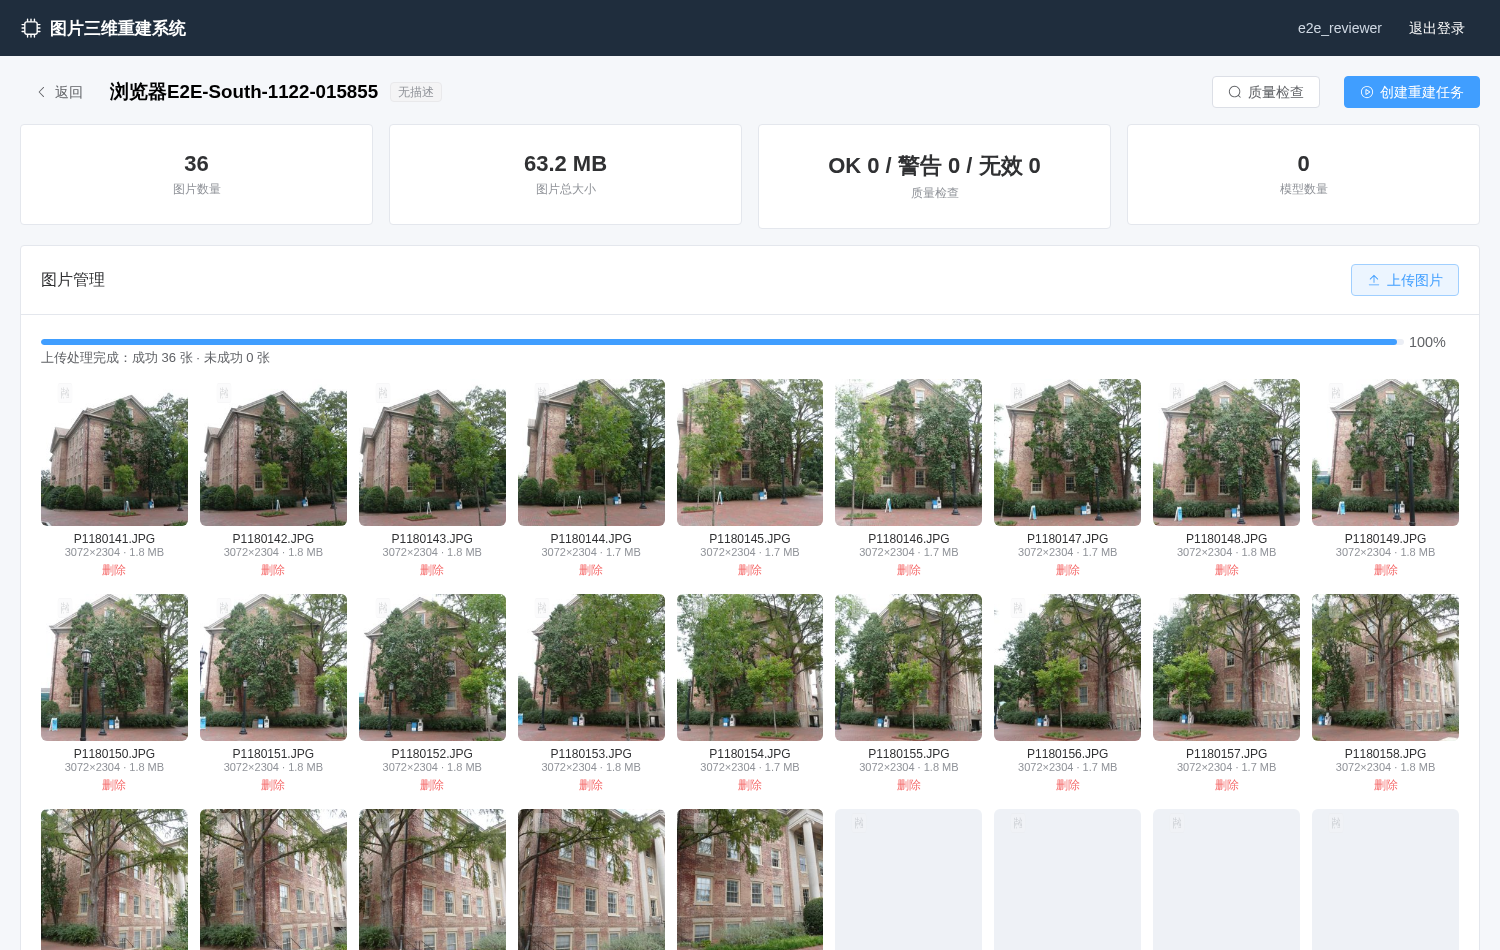 图片三维重建系统
e2e_reviewer
退出登录
返回
浏览器E2E-South-1122-015855
无描述
质量检查
创建重建任务
36
图片数量
63.2 MB
图片总大小
OK 0 / 警告 0 / 无效 0
质量检查
0
模型数量
图片管理
上传图片
100%
上传处理完成：成功 36 张 · 未成功 0 张
P1180141.JPG
3072×2304 · 1.8 MB
删除
P1180142.JPG
3072×2304 · 1.8 MB
删除
P1180143.JPG
3072×2304 · 1.8 MB
删除
P1180144.JPG
3072×2304 · 1.7 MB
删除
P1180145.JPG
3072×2304 · 1.7 MB
删除
P1180146.JPG
3072×2304 · 1.7 MB
删除
P1180147.JPG
3072×2304 · 1.7 MB
删除
P1180148.JPG
3072×2304 · 1.8 MB
删除
P1180149.JPG
3072×2304 · 1.8 MB
删除
P1180150.JPG
3072×2304 · 1.8 MB
删除
P1180151.JPG
3072×2304 · 1.8 MB
删除
P1180152.JPG
3072×2304 · 1.8 MB
删除
P1180153.JPG
3072×2304 · 1.8 MB
删除
P1180154.JPG
3072×2304 · 1.7 MB
删除
P1180155.JPG
3072×2304 · 1.8 MB
删除
P1180156.JPG
3072×2304 · 1.7 MB
删除
P1180157.JPG
3072×2304 · 1.7 MB
删除
P1180158.JPG
3072×2304 · 1.8 MB
删除